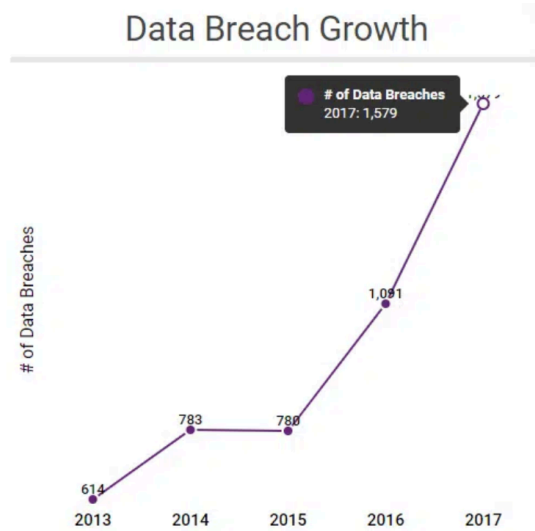 Data Breach Growth
# of Data Breaches
2017: 1,579
# of Data Breaches
1,091
783
780
614
2013 2014 2015 2016 2017